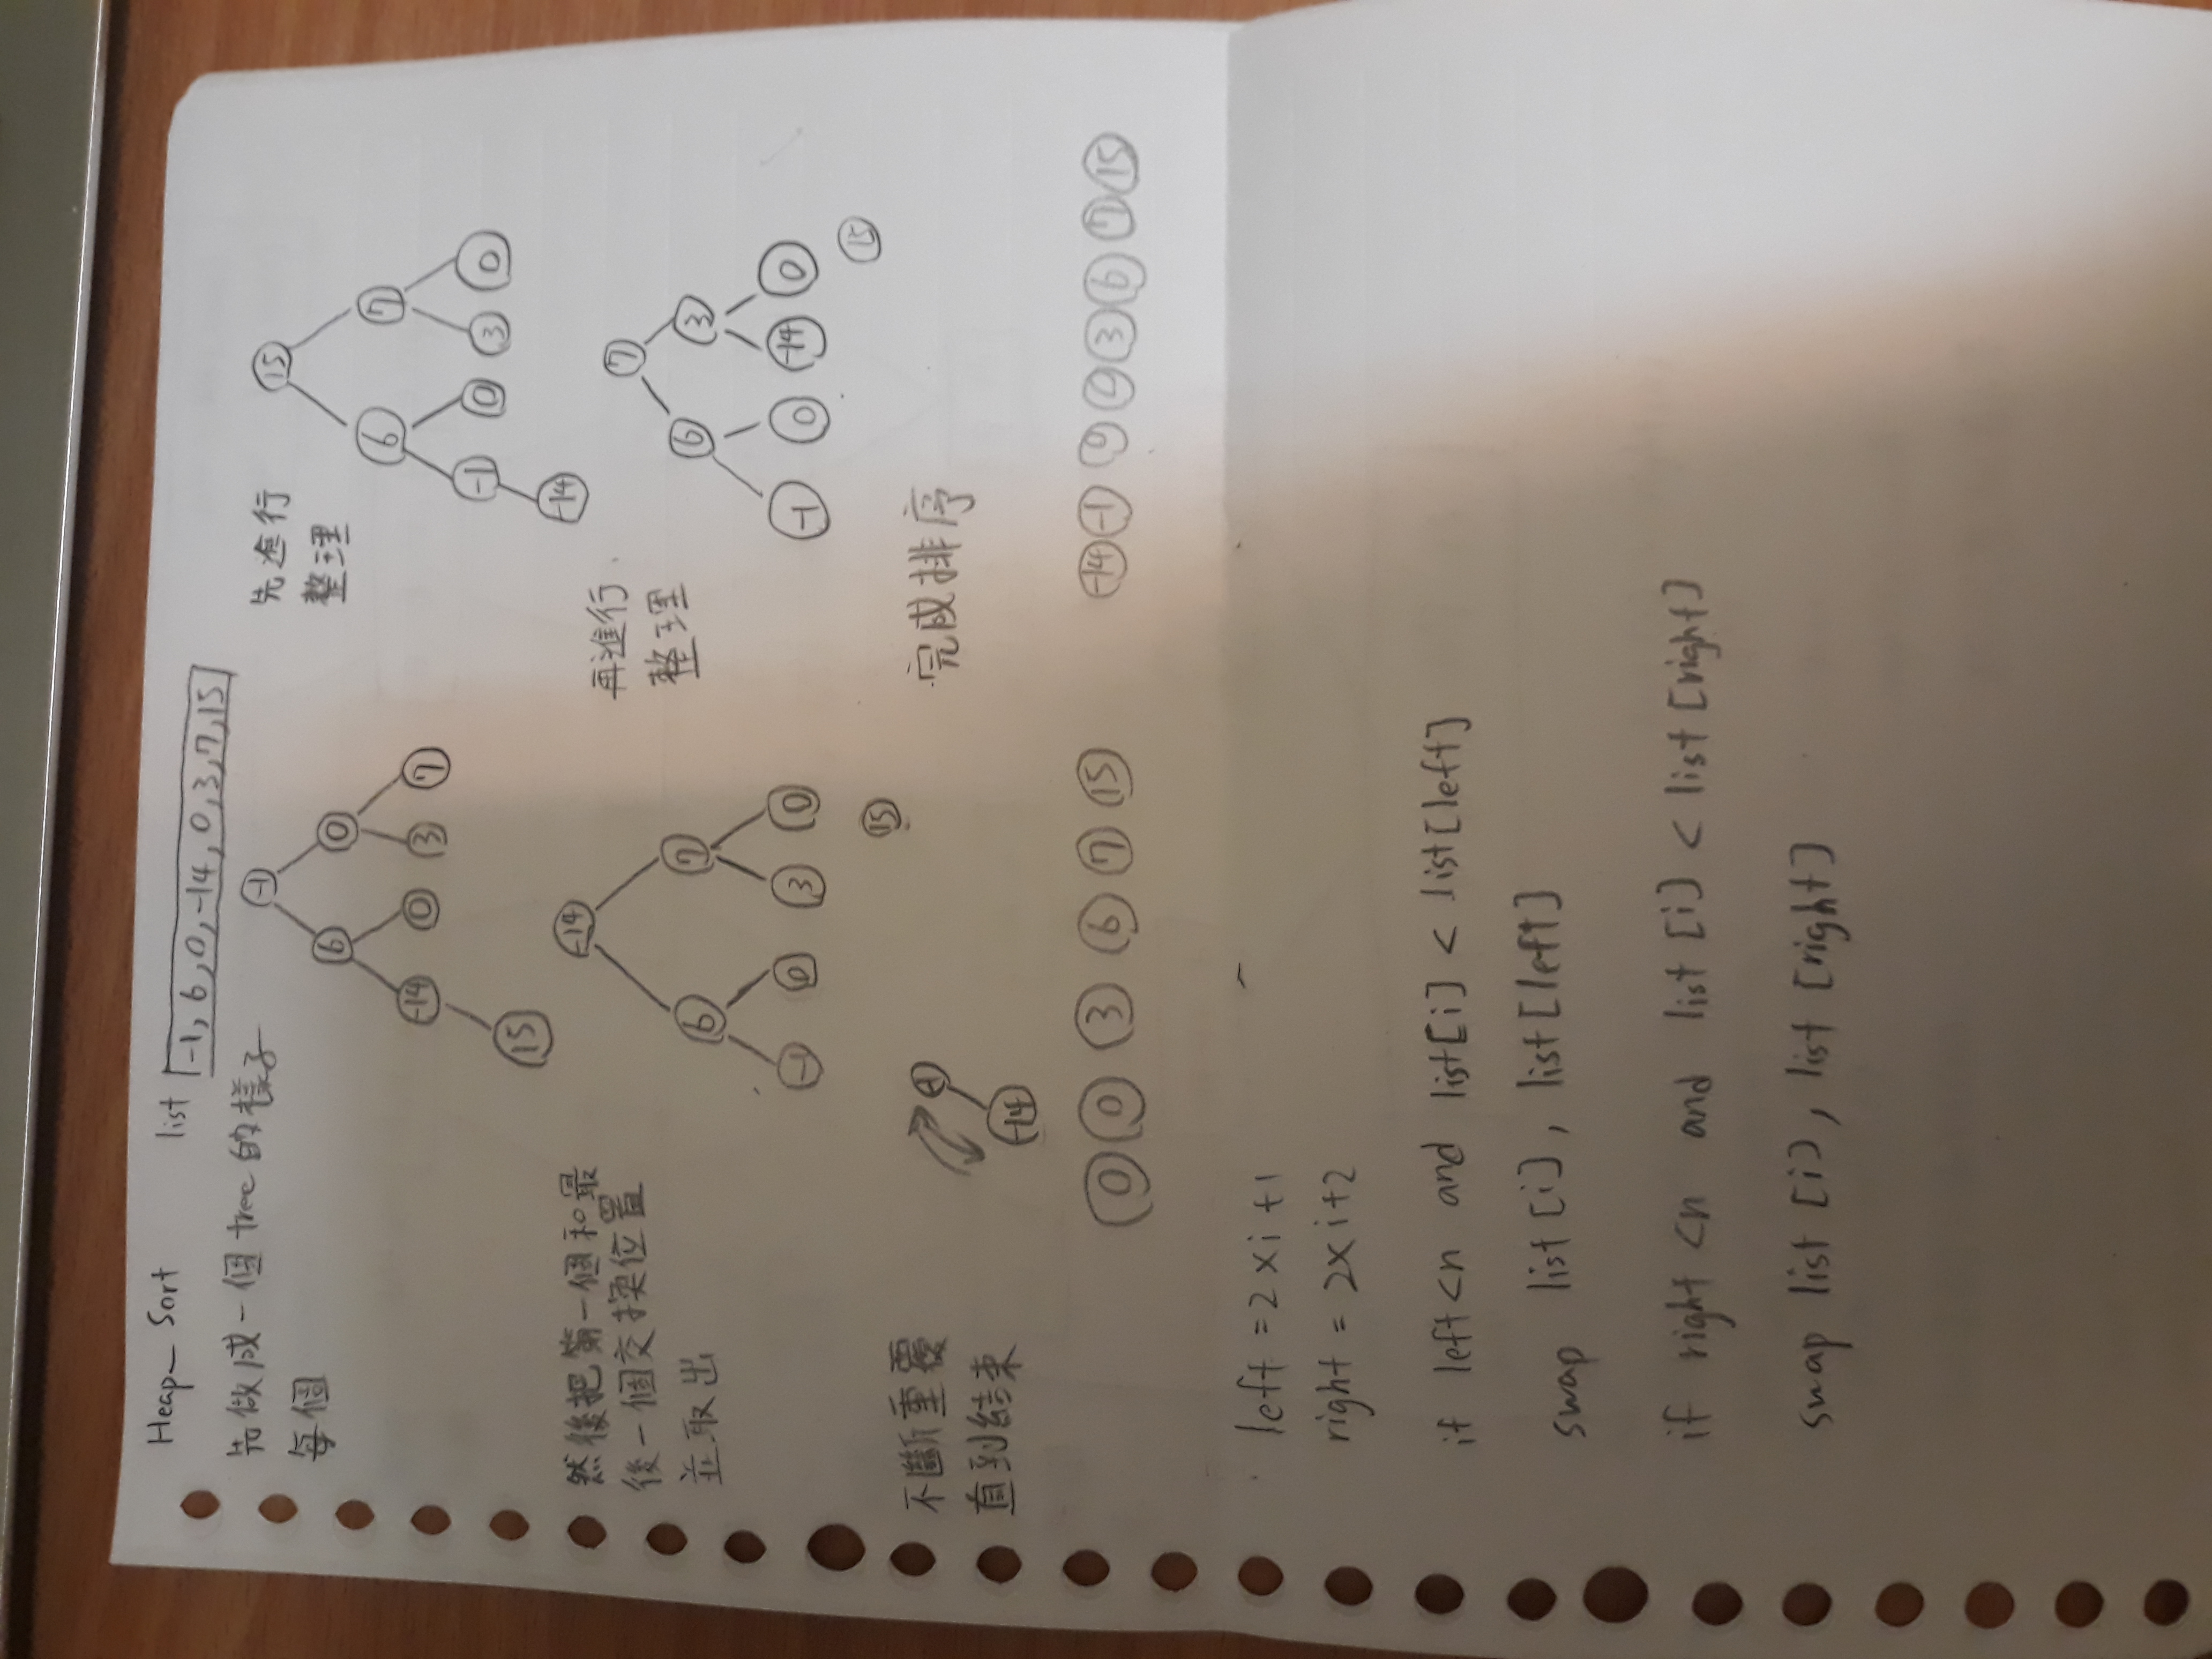 Heap_ Sort
list -1, 6, 0, -14, 0, 3, 7, 15
先做成一個 tree 的樣子
每個
-1
6 0
-14 0 3 7
15
先進行
整理
15
6 7
-1 0 3 0
-14
然後把第一個和最
後一個交換位置
並取出
-14
6 7
-1 0 3 0
15
再進行
整理
7
6 3
-1 0 -14 0
15
不斷重覆
直到結束
-1
-14
0 0 3 6 7 15
完成排序
-14 -1 0 0 3 6 7 15
left = 2 x i + 1
right = 2 x i + 2
if left < n and list[i] < list[left]
swap list[i], list[left]
if right < n and list[i] < list[right]
swap list[i], list[right]